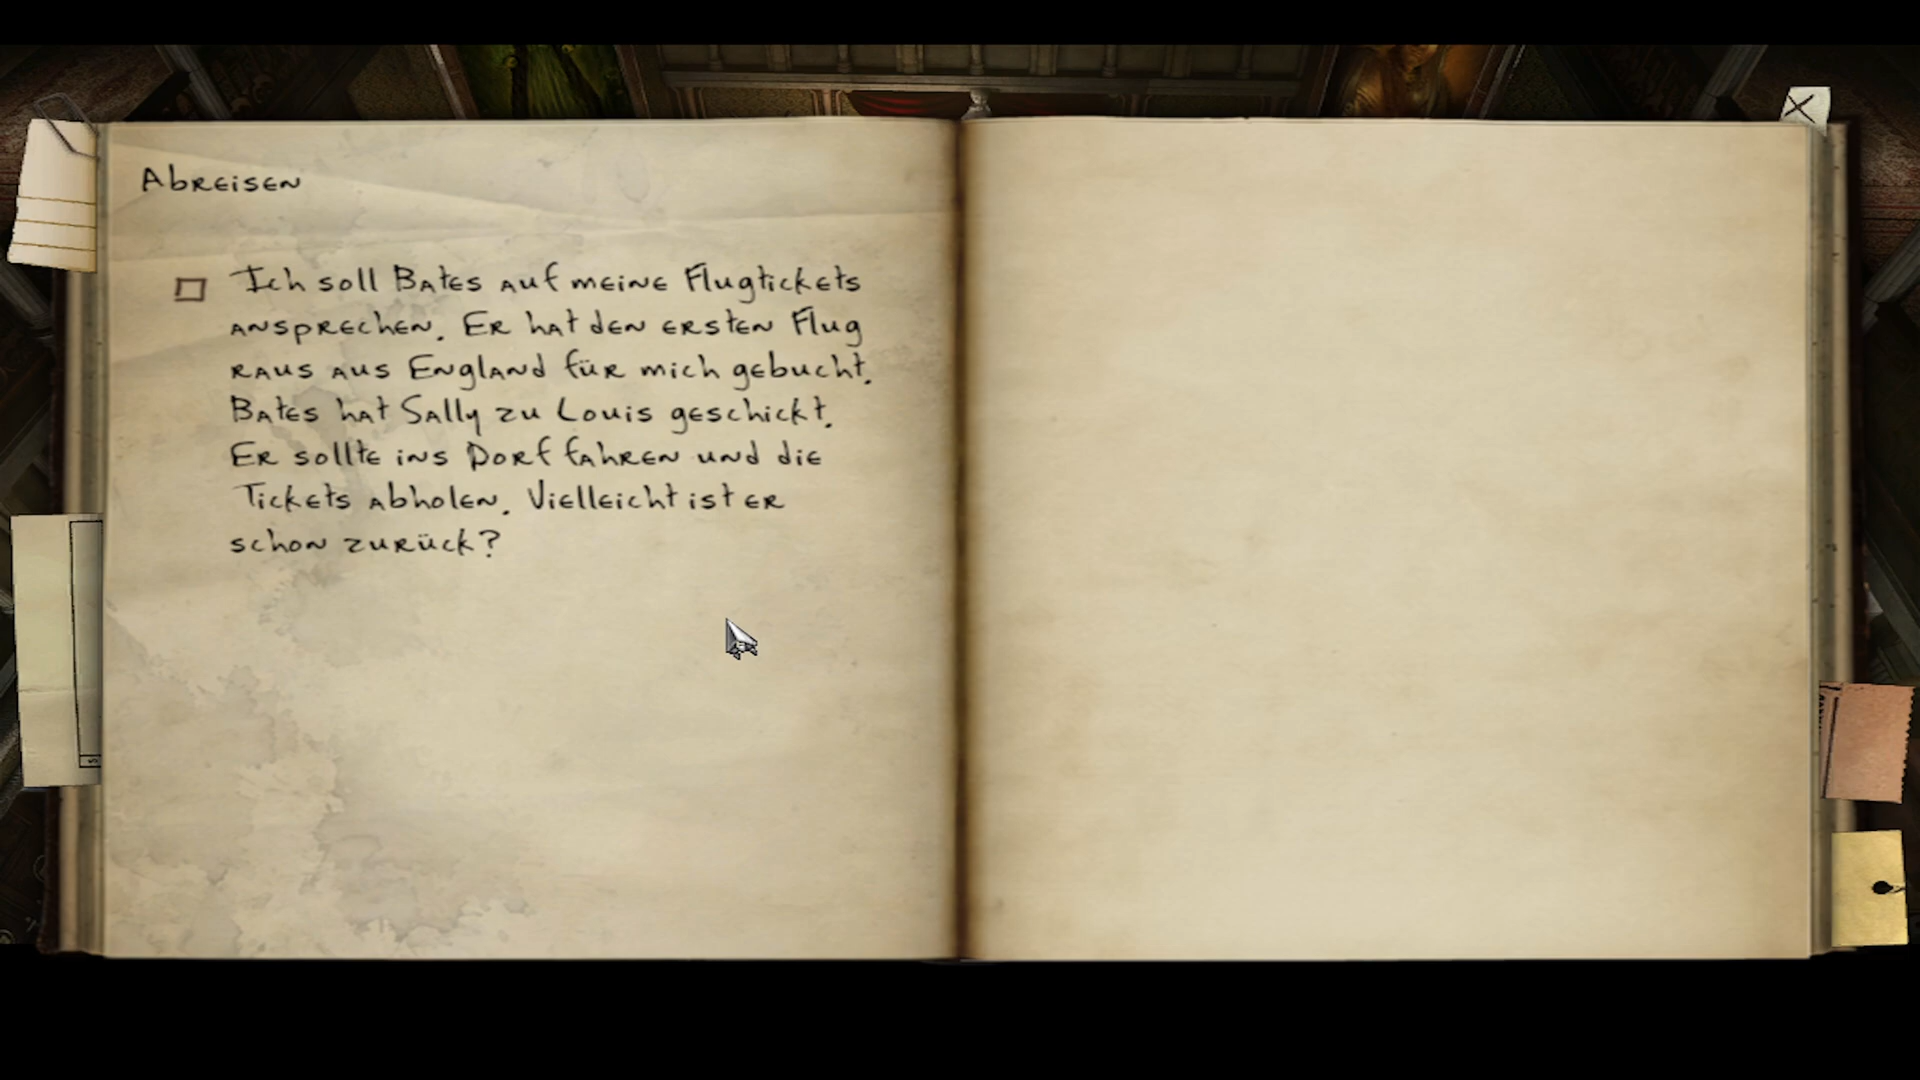 Abreisen
Ich soll Bates auf meine Flugtickets
ansprechen. Er hat den ersten Flug
raus aus England für mich gebucht.
Bates hat Sally zu Louis geschickt.
Er sollte ins Dorf fahren und die
Tickets abholen. Vielleicht ist er
schon zurück?